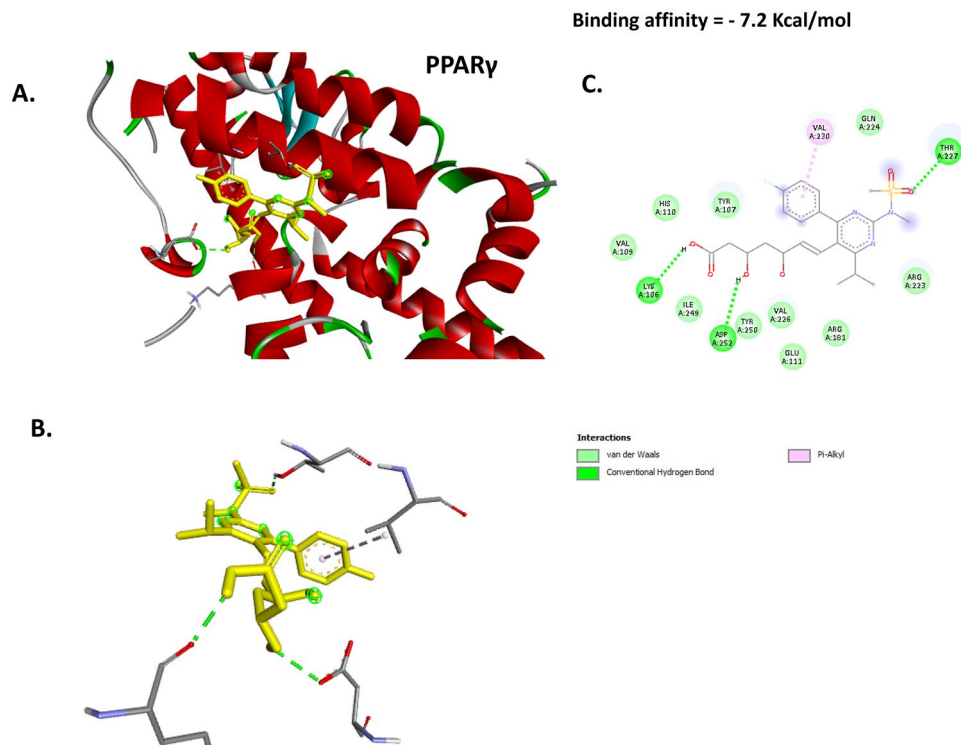 Binding affinity = - 7.2 Kcal/mol
PPARγ
A.
C.
VAL
A:230
GLN
A:224
THR
A:227
HIS
A:110
TYR
A:107
VAL
A:109
LYS
A:106
ILE
A:249
ASP
A:252
TYR
A:250
VAL
A:226
GLU
A:111
ARG
A:181
ARG
A:223
O
O
N
N
N
H
O
O
H
O
O
B.
Interactions
van der Waals
Conventional Hydrogen Bond
Pi-Alkyl